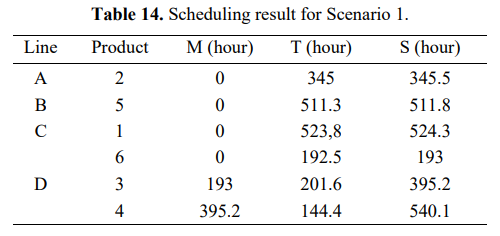 Table 14. Scheduling result for Scenario 1.
Line Product M (hour) T (hour) S (hour)
A 2 0 345 345.5
B 5 0 511.3 511.8
C 1 0 523,8 524.3
6 0 192.5 193
D 3 193 201.6 395.2
4 395.2 144.4 540.1